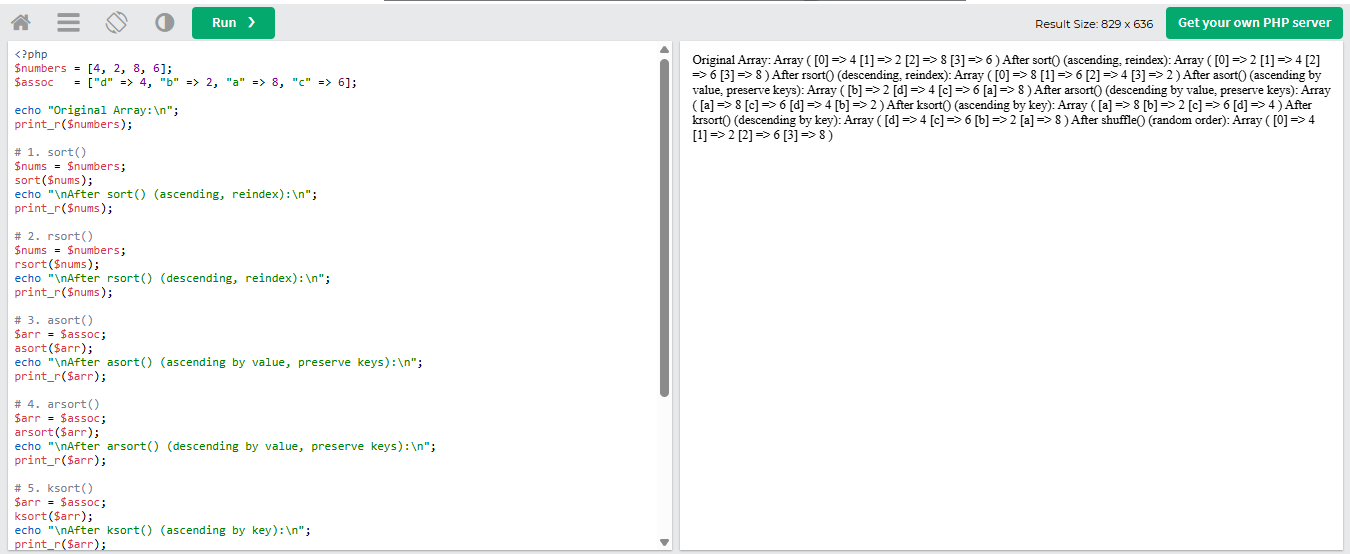 Run ❯
Result Size: 829 x 636
Get your own PHP server
<?php
$numbers = [4, 2, 8, 6];
$assoc   = ["d" => 4, "b" => 2, "a" => 8, "c" => 6];
echo "Original Array:\n";
print_r($numbers);
# 1. sort()
$nums = $numbers;
sort($nums);
echo "\nAfter sort() (ascending, reindex):\n";
print_r($nums);
# 2. rsort()
$nums = $numbers;
rsort($nums);
echo "\nAfter rsort() (descending, reindex):\n";
print_r($nums);
# 3. asort()
$arr = $assoc;
asort($arr);
echo "\nAfter asort() (ascending by value, preserve keys):\n";
print_r($arr);
# 4. arsort()
$arr = $assoc;
arsort($arr);
echo "\nAfter arsort() (descending by value, preserve keys):\n";
print_r($arr);
# 5. ksort()
$arr = $assoc;
ksort($arr);
echo "\nAfter ksort() (ascending by key):\n";
print_r($arr);
Original Array: Array ( [0] => 4 [1] => 2 [2] => 8 [3] => 6 ) After sort() (ascending, reindex): Array ( [0] => 2 [1] => 4 [2]
=> 6 [3] => 8 ) After rsort() (descending, reindex): Array ( [0] => 8 [1] => 6 [2] => 4 [3] => 2 ) After asort() (ascending by
value, preserve keys): Array ( [b] => 2 [d] => 4 [c] => 6 [a] => 8 ) After arsort() (descending by value, preserve keys): Array
( [a] => 8 [c] => 6 [d] => 4 [b] => 2 ) After ksort() (ascending by key): Array ( [a] => 8 [b] => 2 [c] => 6 [d] => 4 ) After
krsort() (descending by key): Array ( [d] => 4 [c] => 6 [b] => 2 [a] => 8 ) After shuffle() (random order): Array ( [0] => 4
[1] => 2 [2] => 6 [3] => 8 )